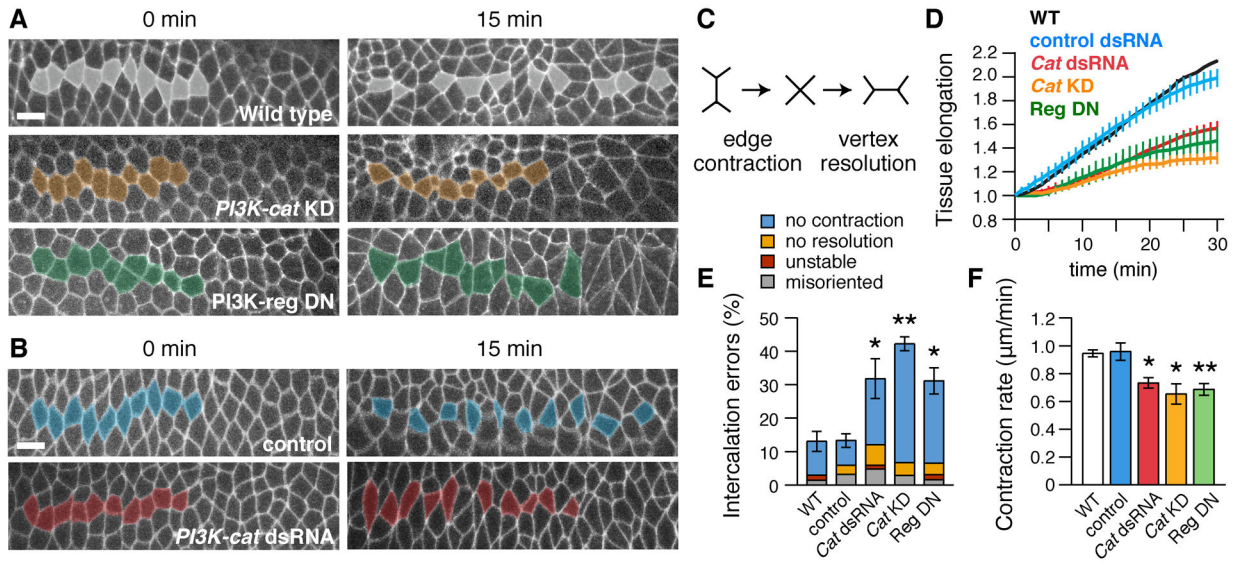 A
0 min
15 min
Wild type
PI3K-cat KD
PI3K-reg DN
B
0 min
15 min
control
PI3K-cat dsRNA
C
edge
contraction
vertex
resolution
D
WT
control dsRNA
Cat dsRNA
Cat KD
Reg DN
Tissue elongation
2.2
2.0
1.8
1.6
1.4
1.2
1.0
0.8
0
10
20
30
time (min)
no contraction
no resolution
unstable
misoriented
E
Intercalation errors (%)
50
40
30
20
10
0
*
**
*
WT
control
Cat dsRNA
Cat KD
Reg DN
F
Contraction rate (μm/min)
1.2
1.0
0.8
0.6
0.4
0.2
0
*
*
**
WT
control
Cat dsRNA
Cat KD
Reg DN